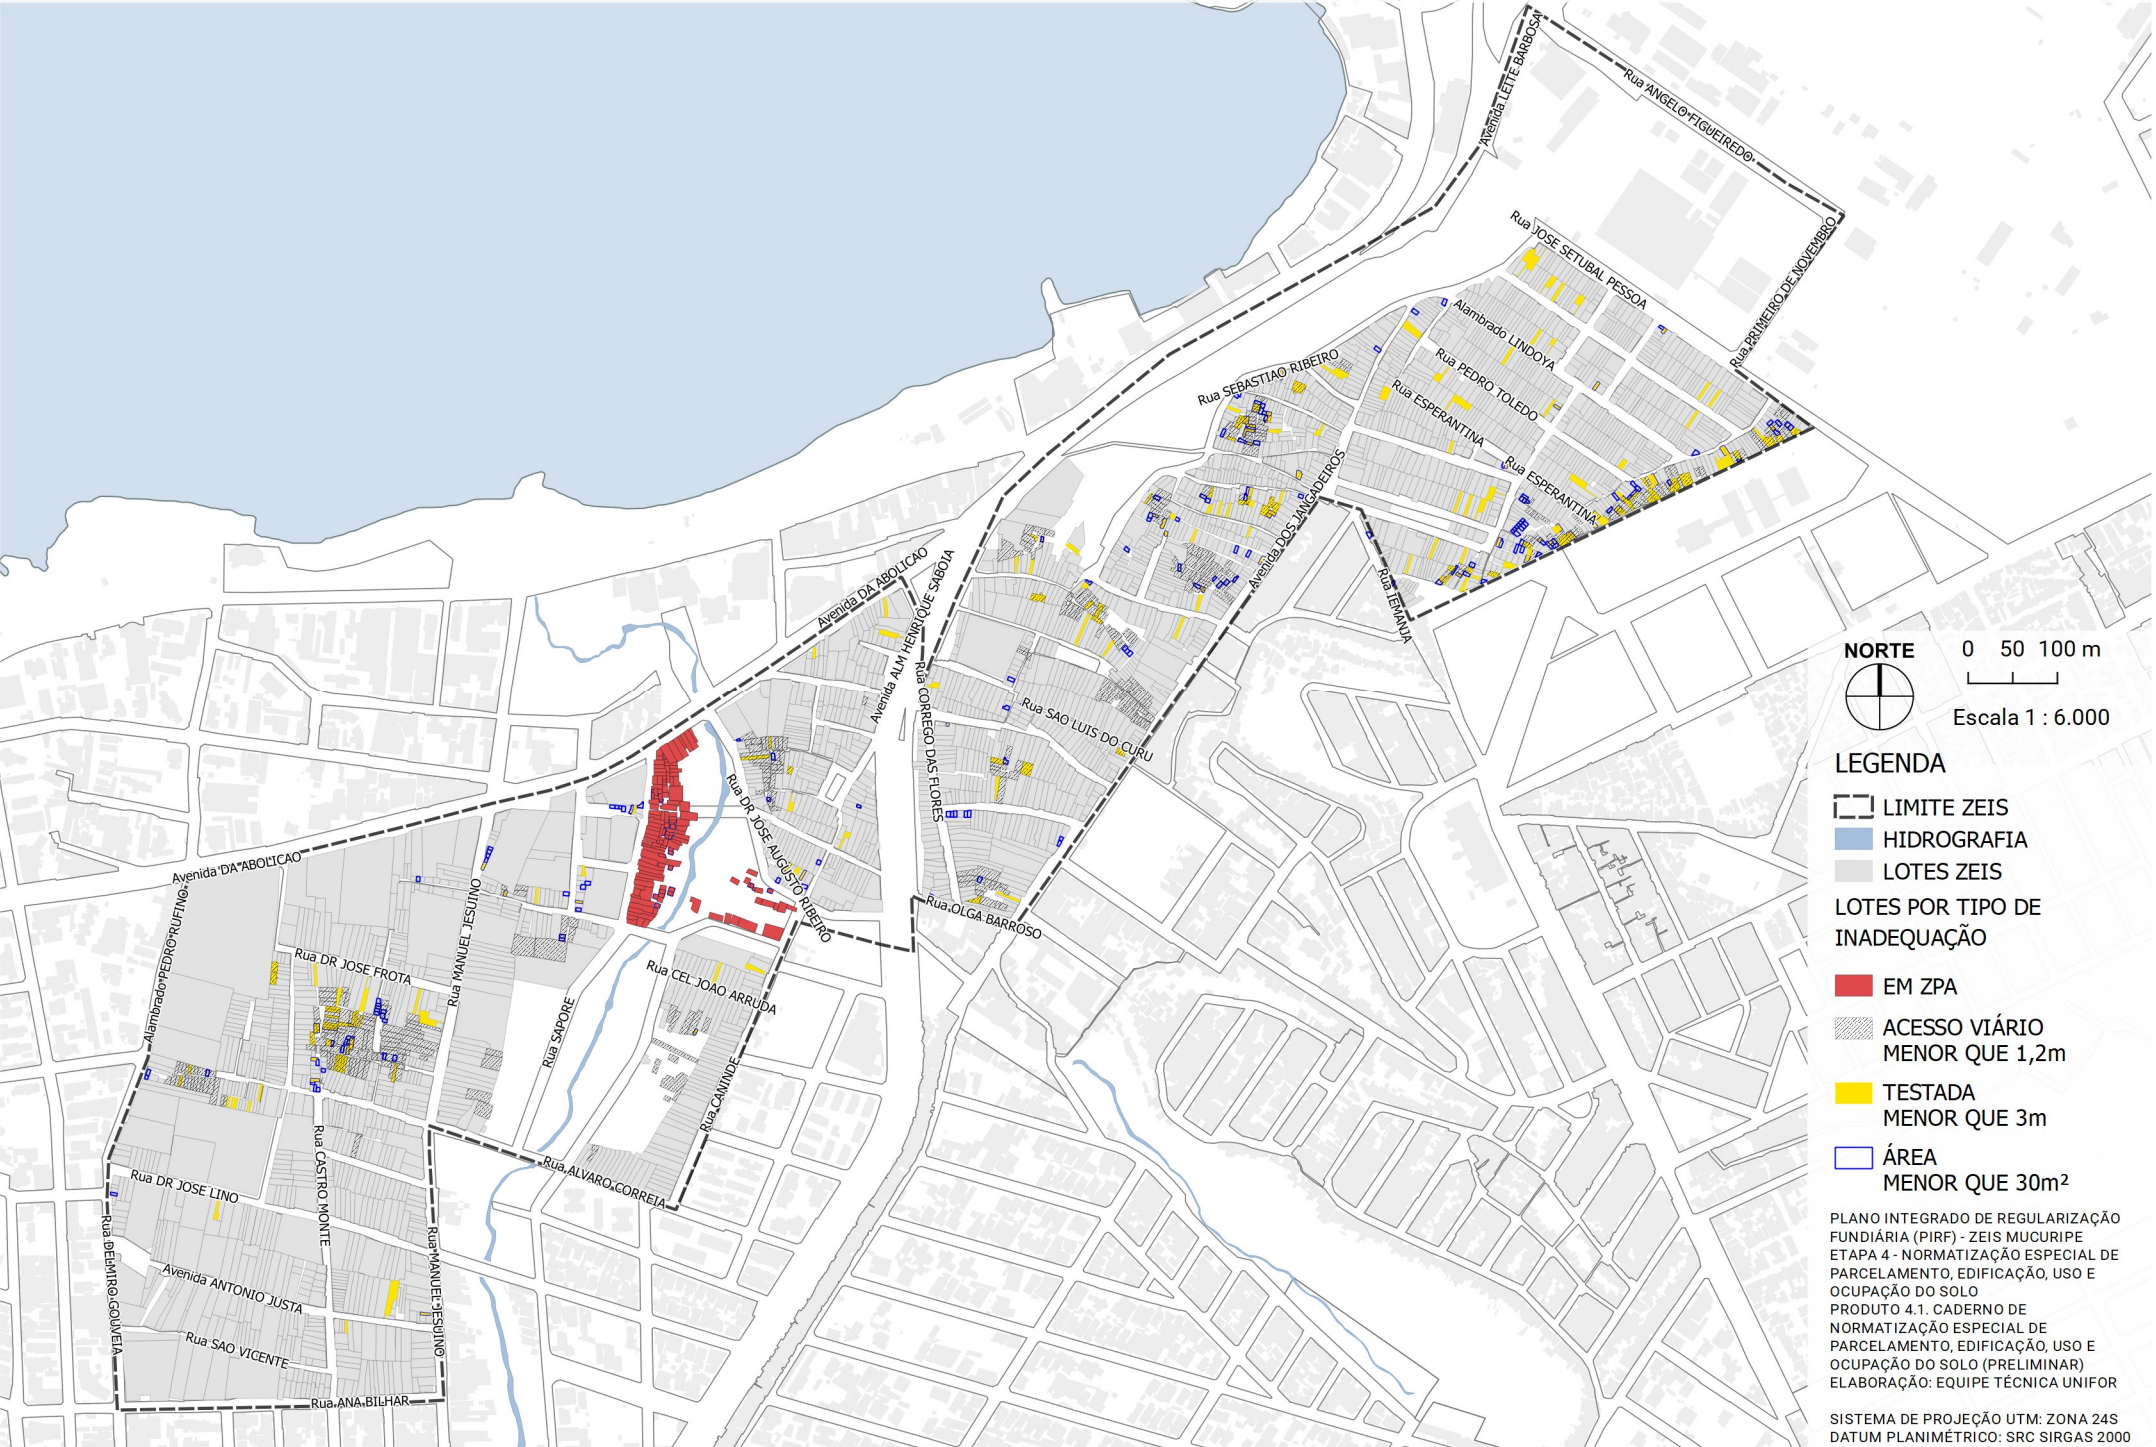 Avenida LEITE BARBOSA
Rua ANGELO FIGUEIREDO
Rua JOSE SETUBAL PESSOA
Rua PRIMEIRO DE NOVEMBRO
Alambrado LINDOYA
Rua SEBASTIAO RIBEIRO
Rua PEDRO TOLEDO
Rua ESPERANTINA
Rua ESPERANTINA
Avenida DOS JANGADEIROS
Rua IEMANJA
Avenida DA ABOLICAO
Avenida ALM HENRIQUE SABOIA
Rua CORREGO DAS FLORES
Rua SAO LUIS DO CURU
Rua DR JOSE AUGUSTO RIBEIRO
Avenida DA ABOLICAO
Rua OLGA BARROSO
Alambrado PEDRO RUFINO
Rua MANUEL JESUINO
Rua DR JOSE FROTA
Rua CEL JOAO ARRUDA
Rua SAPORE
Rua CANINDE
Rua CASTRO MONTE
Rua ALVARO CORREIA
Rua DR JOSE LINO
Rua DELMIRO GOUVEIA
Rua MANUEL JESUINO
Avenida ANTONIO JUSTA
Rua SAO VICENTE
Rua ANA BILHAR
NORTE
0 50 100 m
Escala 1 : 6.000
LEGENDA
LIMITE ZEIS
HIDROGRAFIA
LOTES ZEIS
LOTES POR TIPO DE
INADEQUAÇÃO
EM ZPA
ACESSO VIÁRIO
MENOR QUE 1,2m
TESTADA
MENOR QUE 3m
ÁREA
MENOR QUE 30m²
PLANO INTEGRADO DE REGULARIZAÇÃO
FUNDIÁRIA (PIRF) - ZEIS MUCURIPE
ETAPA 4 - NORMATIZAÇÃO ESPECIAL DE
PARCELAMENTO, EDIFICAÇÃO, USO E
OCUPAÇÃO DO SOLO
PRODUTO 4.1. CADERNO DE
NORMATIZAÇÃO ESPECIAL DE
PARCELAMENTO, EDIFICAÇÃO, USO E
OCUPAÇÃO DO SOLO (PRELIMINAR)
ELABORAÇÃO: EQUIPE TÉCNICA UNIFOR
SISTEMA DE PROJEÇÃO UTM: ZONA 24S
DATUM PLANIMÉTRICO: SRC SIRGAS 2000